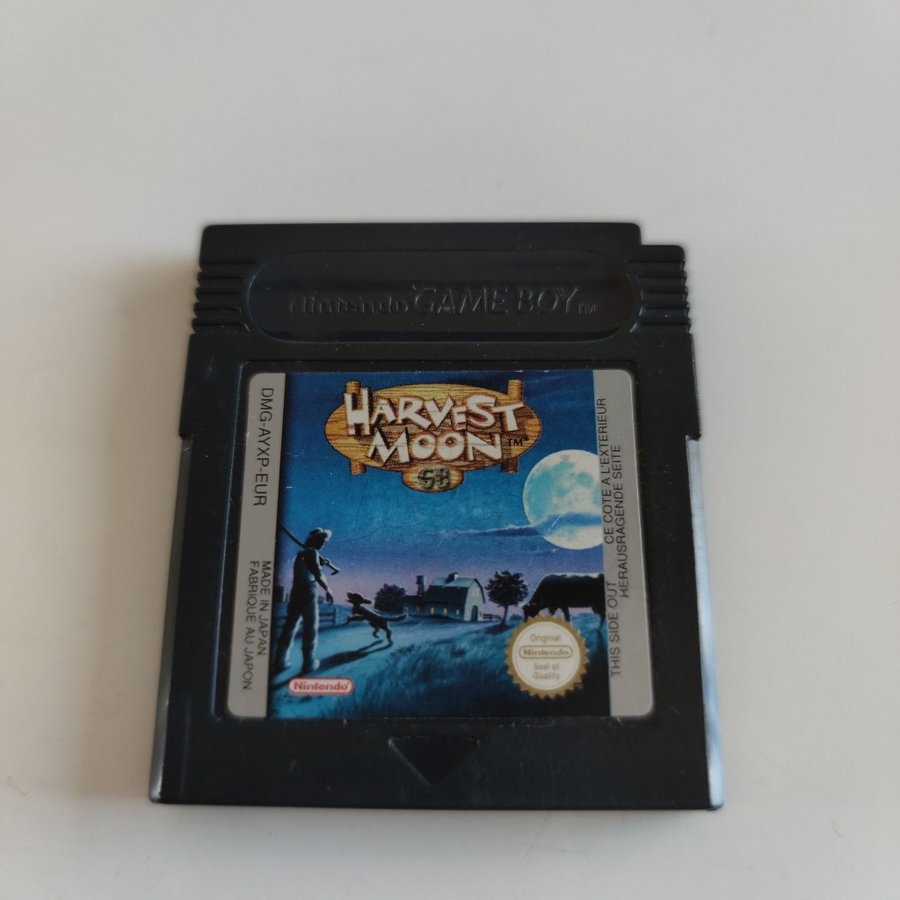 Nintendo GAME BOY TM
HARVEST
MOON TM
GB
DMG-AYXP-EUR
MADE IN JAPAN
FABRIQUE AU JAPON
THIS SIDE OUT
CE COTE A L'EXTERIEUR
HERAUSRAGENDE SEITE
Original
Nintendo
Seal of
Quality
Nintendo